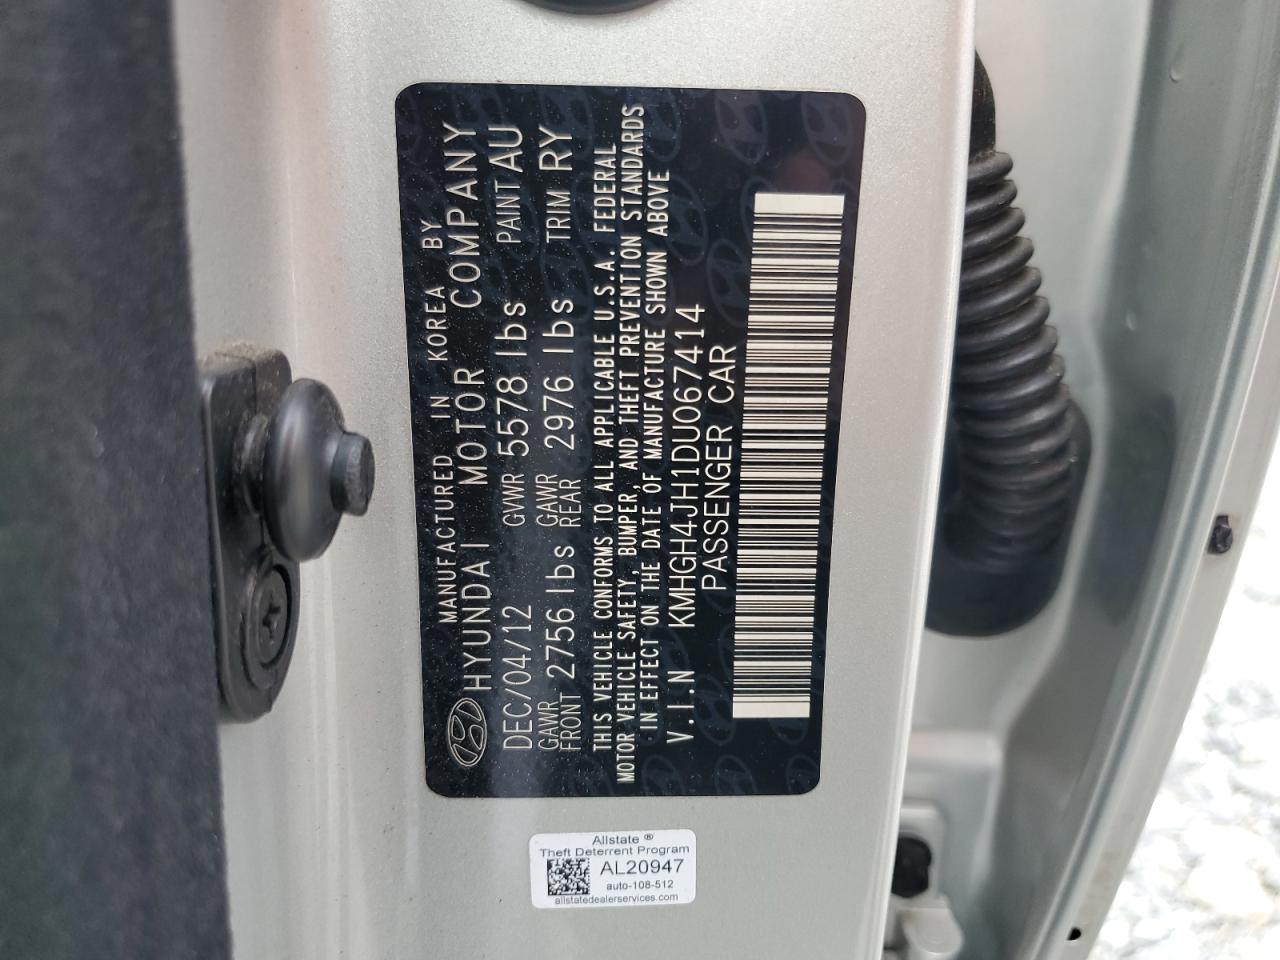 MANUFACTURED IN KOREA BY
HYUNDAI MOTOR COMPANY
DEC/04/12 GVWR 5578 lbs PAINT AU
GAWR FRONT 2756 lbs GAWR REAR 2976 lbs TRIM RY
THIS VEHICLE CONFORMS TO ALL APPLICABLE U.S.A. FEDERAL
MOTOR VEHICLE SAFETY, BUMPER, AND THEFT PREVENTION STANDARDS
IN EFFECT ON THE DATE OF MANUFACTURE SHOWN ABOVE
V.I.N KMHGH4JH1DU067414
PASSENGER CAR
Allstate ®
Theft Deterrent Program
AL20947
auto-108-512
allstatedealerservices.com